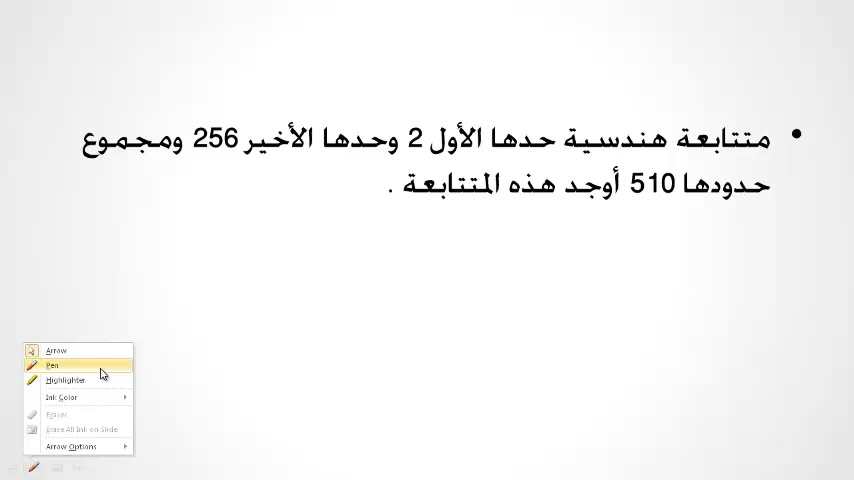 • متتابعة هندسية حدها الأول 2 وحدها الأخير 256 ومجموع
حدودها 510 أوجد هذه المتتابعة .
Arrow
Pen
Highlighter
Ink Color
Eraser
Erase All Ink on Slide
Arrow Options